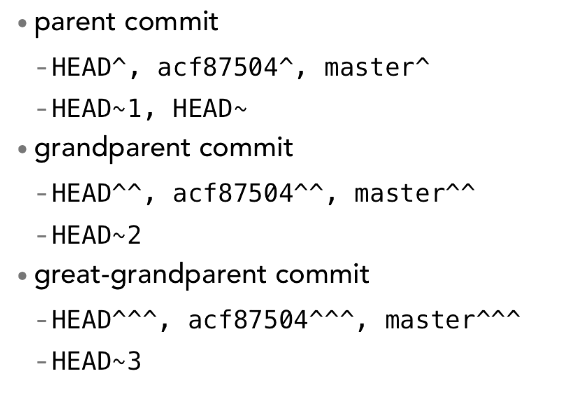 • parent commit
–HEAD^, acf87504^, master^
–HEAD~1, HEAD~
• grandparent commit
–HEAD^^, acf87504^^, master^^
–HEAD~2
• great-grandparent commit
–HEAD^^^, acf87504^^^, master^^^
–HEAD~3